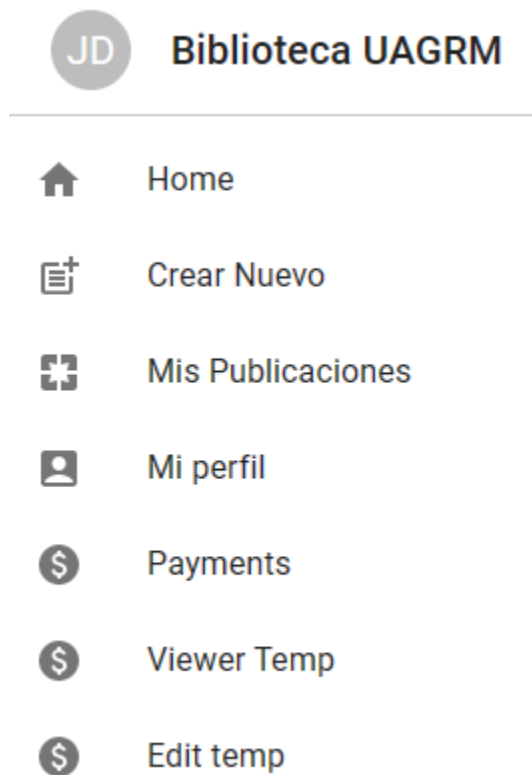 JD
Biblioteca UAGRM
Home
Crear Nuevo
Mis Publicaciones
Mi perfil
$ Payments
$ Viewer Temp
$ Edit temp